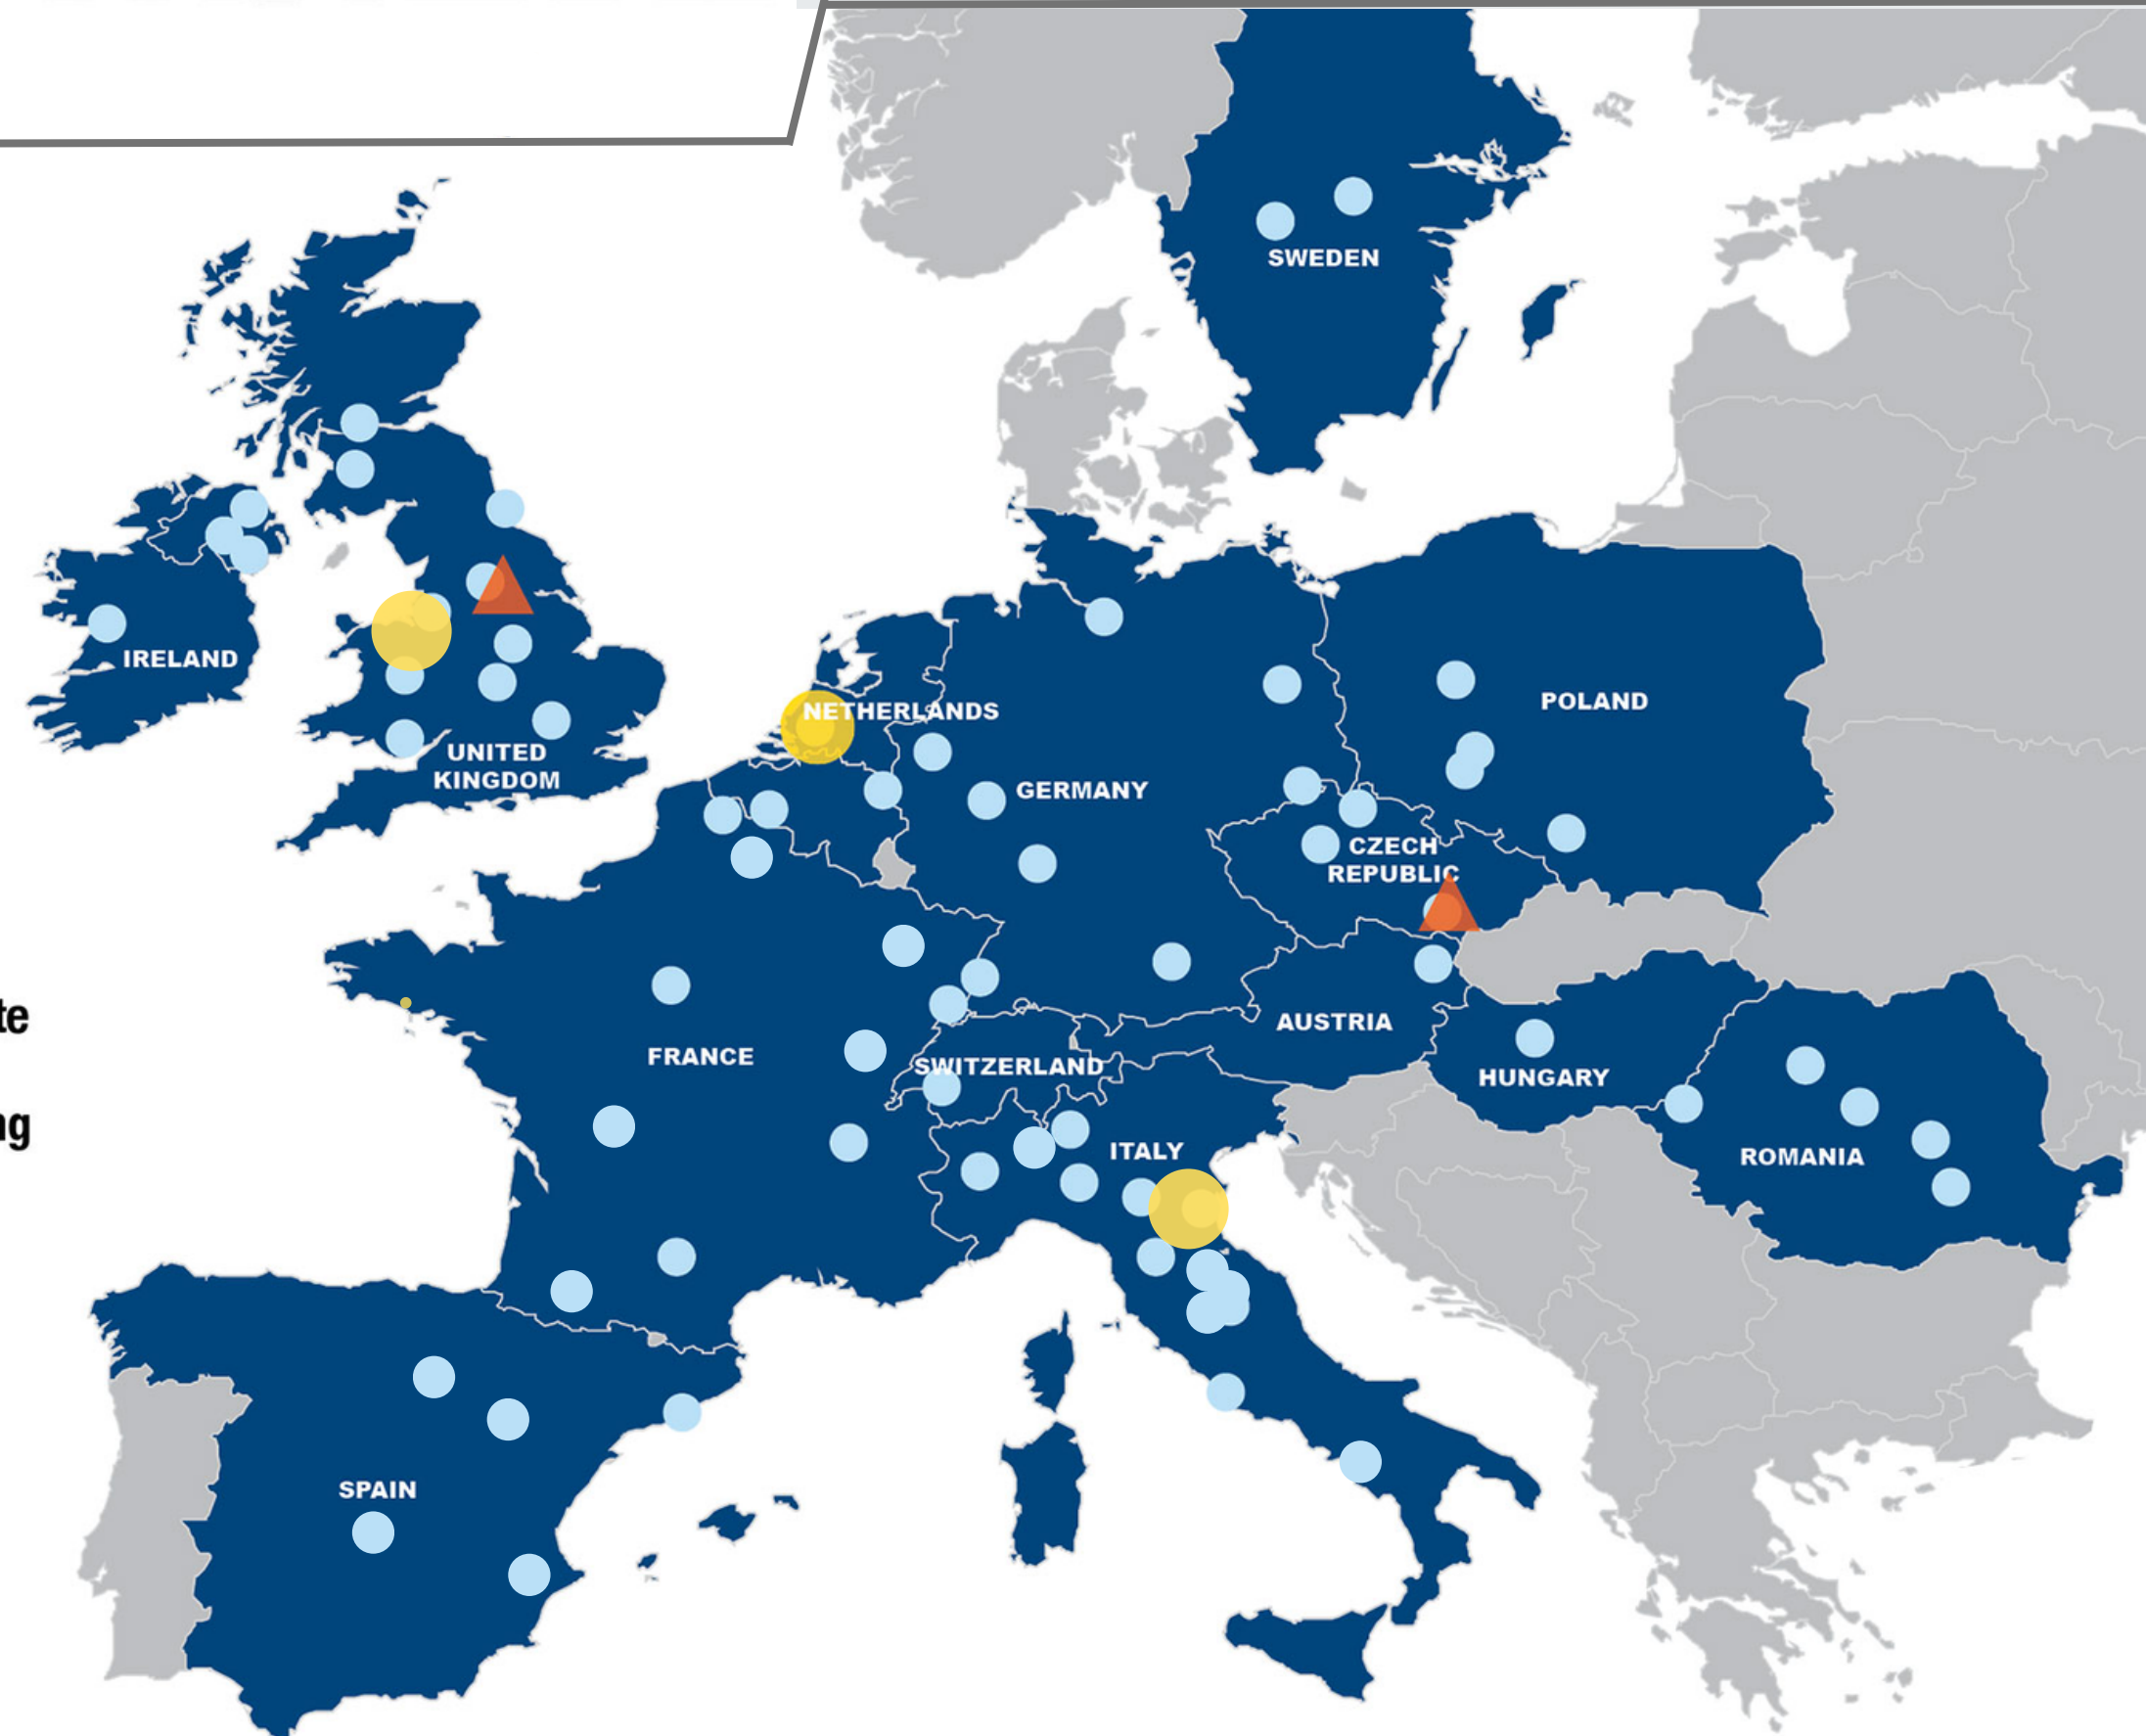 SWEDEN
IRELAND
UNITED
KINGDOM
NETHERLANDS
POLAND
GERMANY
CZECH
REPUBLIC
te
AUSTRIA
FRANCE
SWITZERLAND
HUNGARY
ng
ITALY
ROMANIA
SPAIN